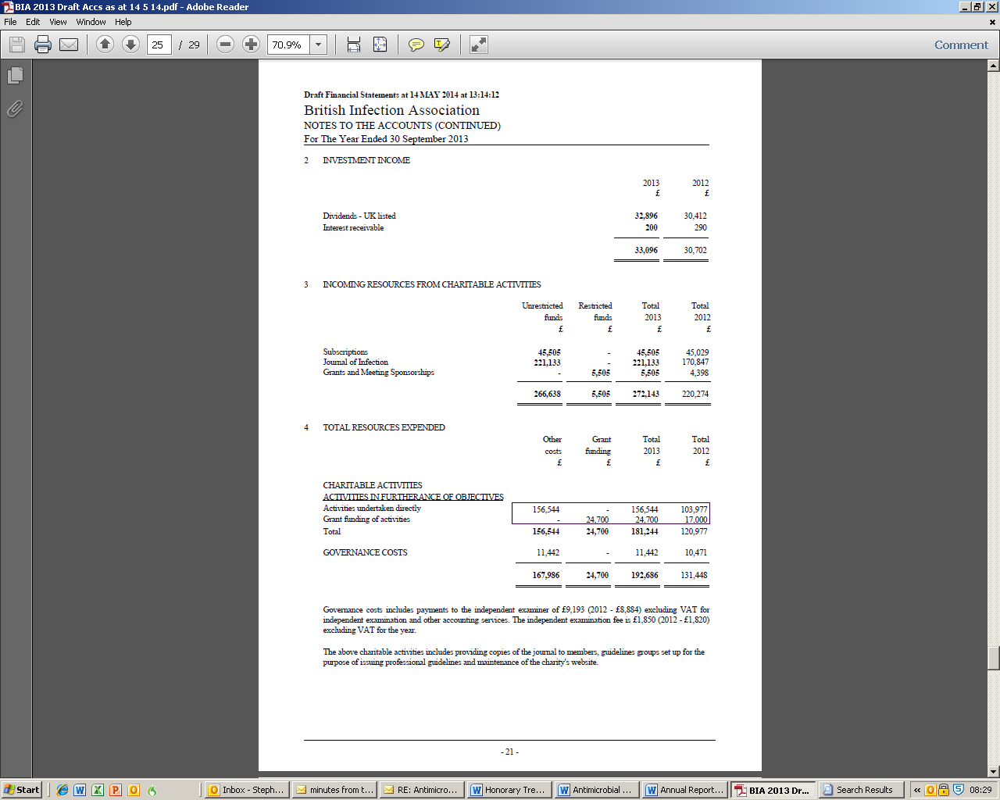 BIA 2013 Draft Accs as at 14 5 14.pdf - Adobe Reader
File Edit View Window Help
25 / 29 70.9% Comment
Draft Financial Statements at 14 MAY 2014 at 13:14:12
British Infection Association
NOTES TO THE ACCOUNTS (CONTINUED)
For The Year Ended 30 September 2013
2 INVESTMENT INCOME
2013 2012
£ £
Dividends - UK listed 32,896 30,412
Interest receivable 200 290
33,096 30,702
3 INCOMING RESOURCES FROM CHARITABLE ACTIVITIES
Unrestricted Restricted Total Total
funds funds 2013 2012
£ £ £ £
Subscriptions 45,505 - 45,505 45,029
Journal of Infection 221,133 - 221,133 170,847
Grants and Meeting Sponsorships - 5,505 5,505 4,398
266,638 5,505 272,143 220,274
4 TOTAL RESOURCES EXPENDED
Other Grant Total Total
costs funding 2013 2012
£ £ £ £
CHARITABLE ACTIVITIES
ACTIVITIES IN FURTHERANCE OF OBJECTIVES
Activities undertaken directly 156,544 - 156,544 103,977
Grant funding of activities - 24,700 24,700 17,000
Total 156,544 24,700 181,244 120,977
GOVERNANCE COSTS 11,442 - 11,442 10,471
167,986 24,700 192,686 131,448
Governance costs includes payments to the independent examiner of £9,193 (2012 - £8,884) excluding VAT for
independent examination and other accounting services. The independent examination fee is £1,850 (2012 - £1,820)
excluding VAT for the year.
The above charitable activities includes providing copies of the journal to members, guidelines groups set up for the
purpose of issuing professional guidelines and maintenance of the charity's website.
- 21 -
Start Inbox - Steph... minutes from t... RE: Antimicro... Honorary Tre... Antimicrobial ... Annual Report... BIA 2013 Dr... Search Results « 08:29